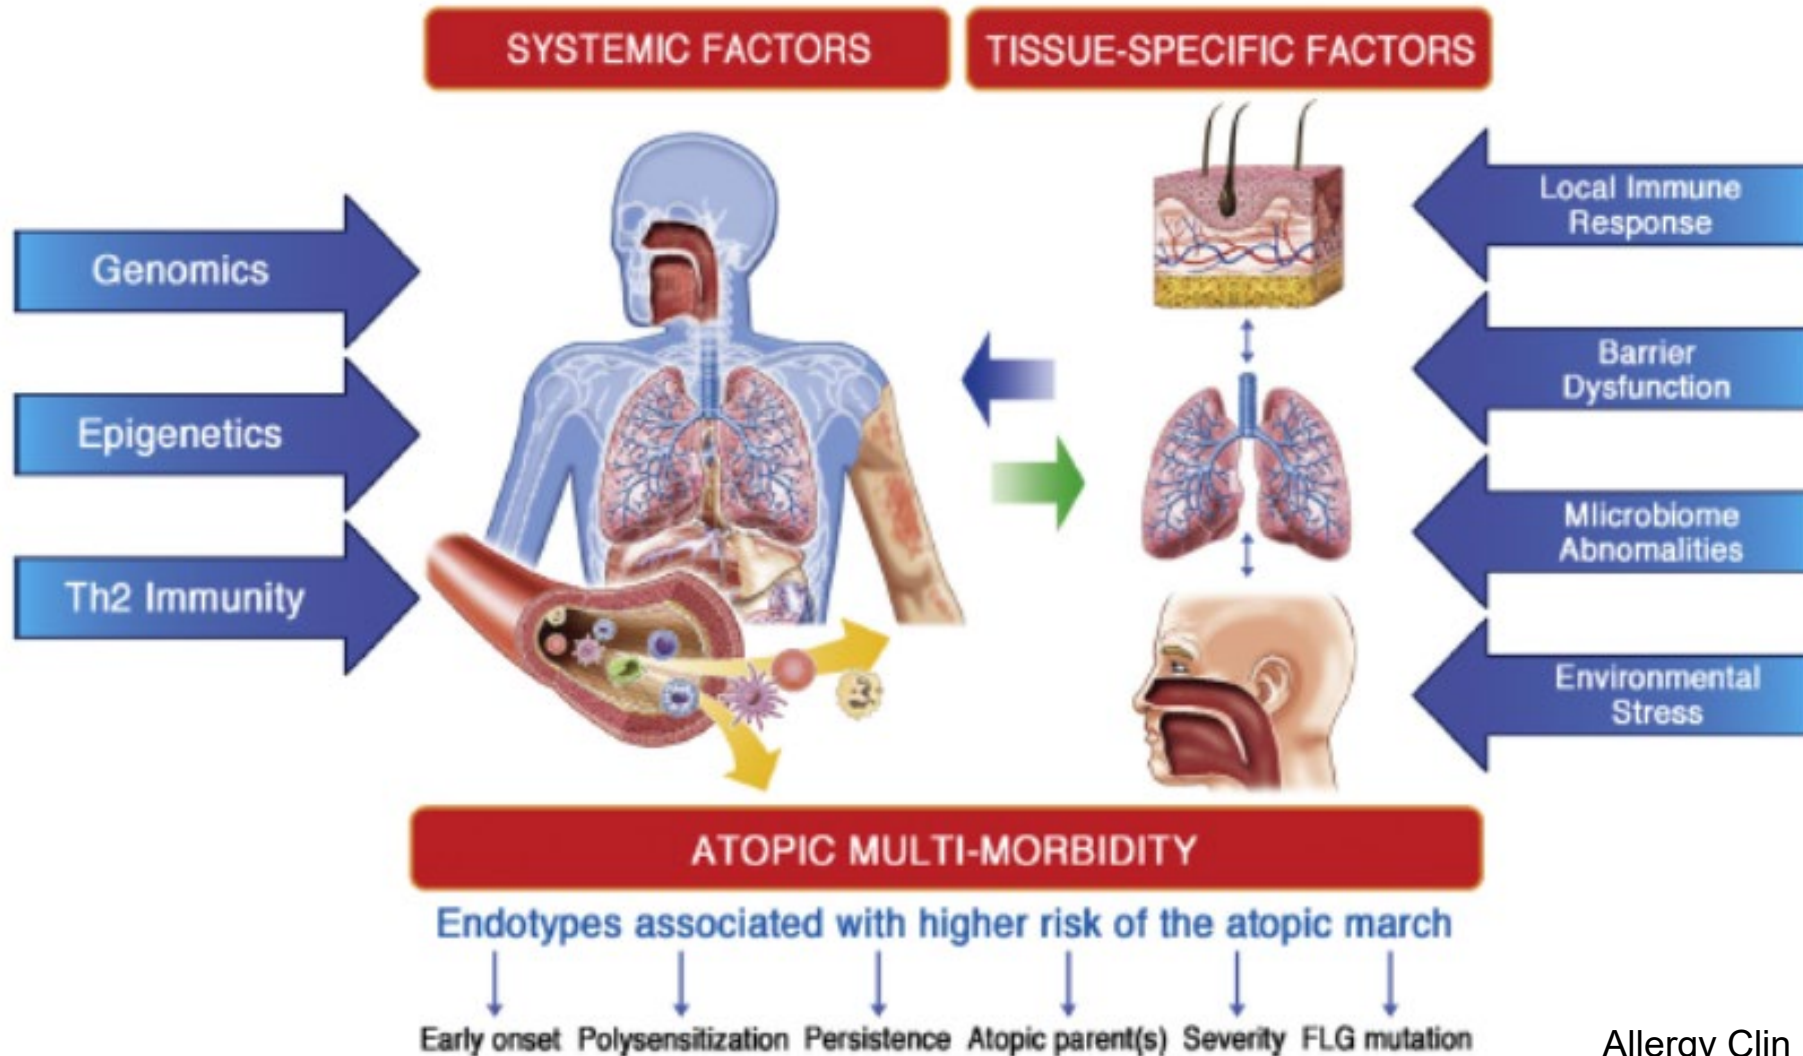 SYSTEMIC FACTORS
TISSUE-SPECIFIC FACTORS
Genomics
Epigenetics
Th2 Immunity
Local Immune
Response
Barrier
Dysfunction
MIicrobiome
Abnomalities
Environmental
Stress
ATOPIC MULTI-MORBIDITY
Endotypes associated with higher risk of the atopic march
Early onset Polysensitization Persistence Atopic parent(s) Severity FLG mutation
Allergy Clin